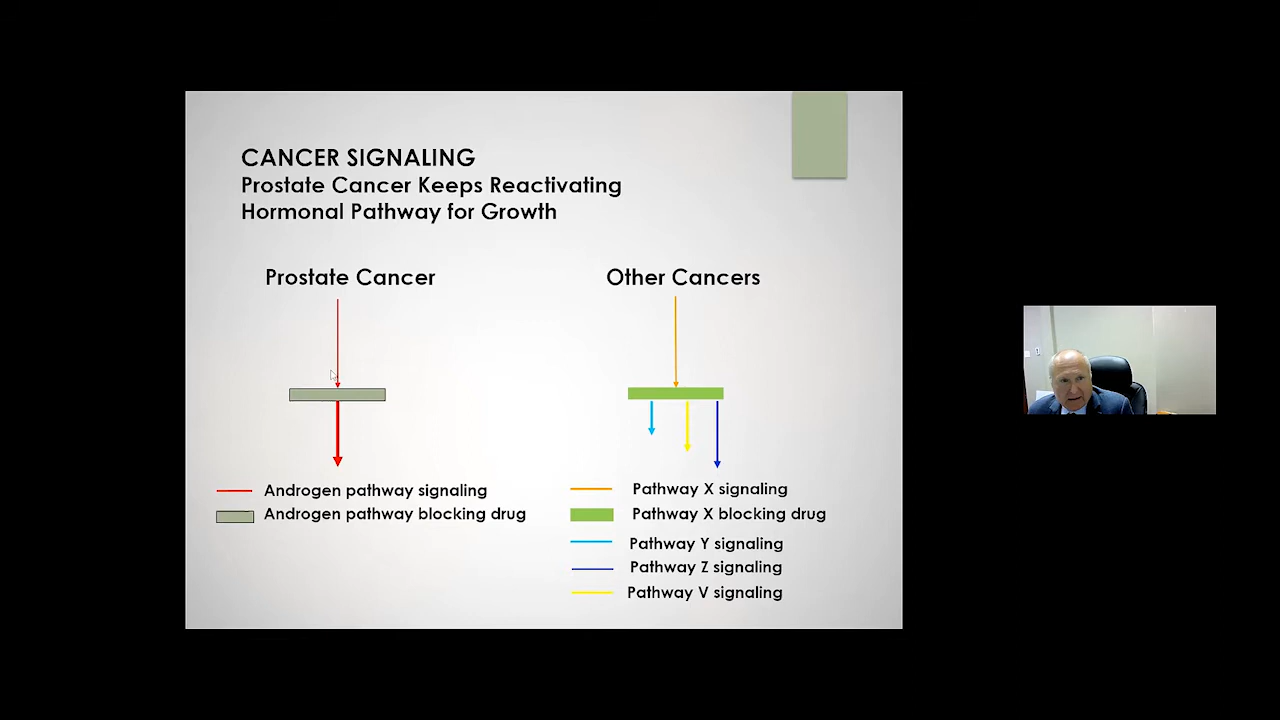 CANCER SIGNALING
Prostate Cancer Keeps Reactivating
Hormonal Pathway for Growth
Prostate Cancer
Androgen pathway signaling
Androgen pathway blocking drug
Other Cancers
Pathway X signaling
Pathway X blocking drug
Pathway Y signaling
Pathway Z signaling
Pathway V signaling